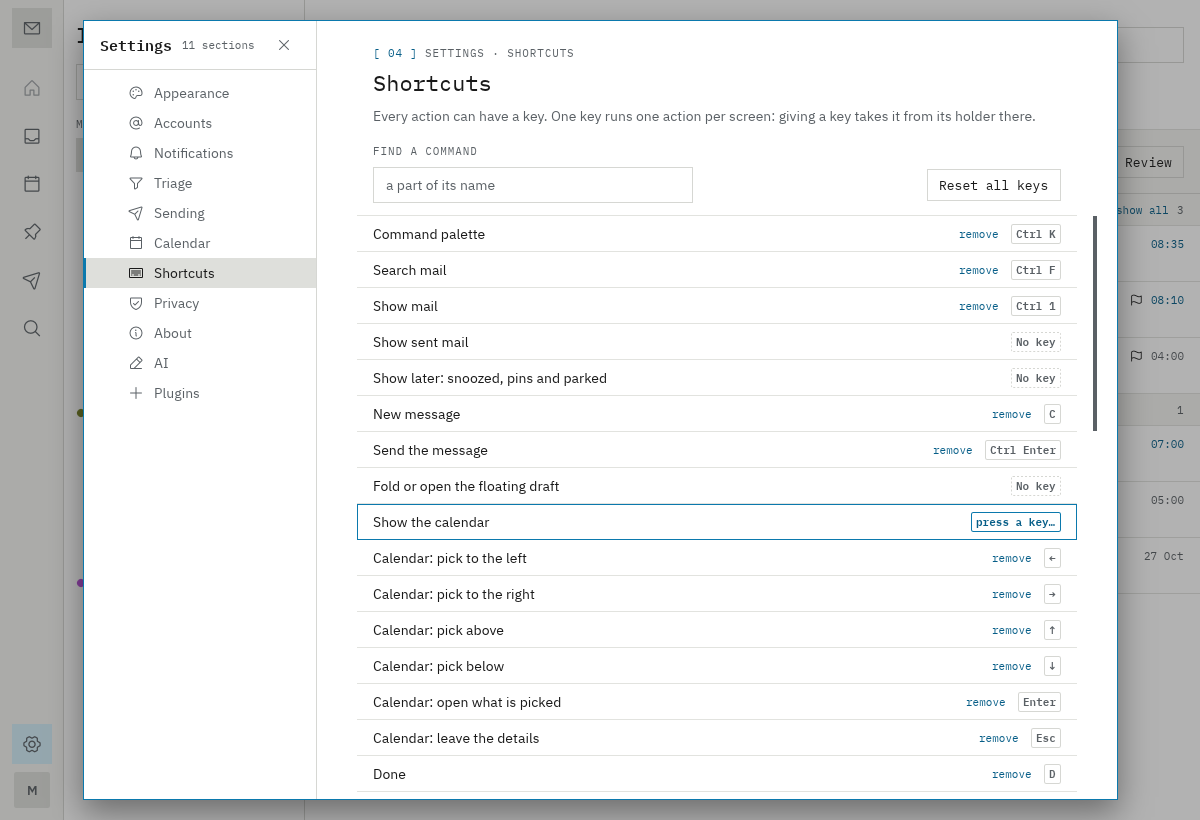 Settings 11 sections
Appearance
Accounts
Notifications
Triage
Sending
Calendar
Shortcuts
Privacy
About
AI
Plugins
[ 04 ] SETTINGS · SHORTCUTS
Shortcuts
Every action can have a key. One key runs one action per screen: giving a key takes it from its holder there.
FIND A COMMAND
a part of its name
Reset all keys
Command palette remove Ctrl K
Search mail remove Ctrl F
Show mail remove Ctrl 1
Show sent mail No key
Show later: snoozed, pins and parked No key
New message remove C
Send the message remove Ctrl Enter
Fold or open the floating draft No key
Show the calendar press a key…
Calendar: pick to the left remove ←
Calendar: pick to the right remove →
Calendar: pick above remove ↑
Calendar: pick below remove ↓
Calendar: open what is picked remove Enter
Calendar: leave the details remove Esc
Done remove D
Review
show all 3
08:35
08:10
04:00
1
07:00
05:00
27 Oct
M